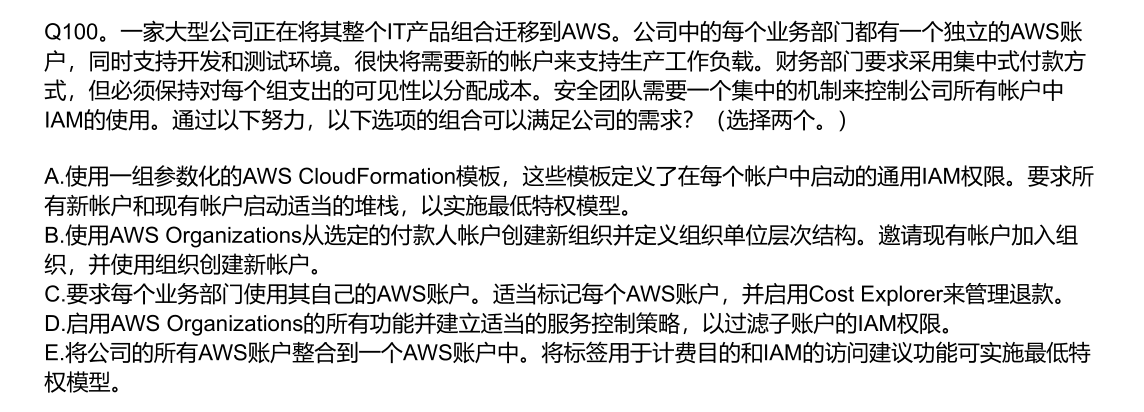 Q100。一家大型公司正在将其整个IT产品组合迁移到AWS。公司中的每个业务部门都有一个独立的AWS账
户，同时支持开发和测试环境。很快将需要新的帐户来支持生产工作负载。财务部门要求采用集中式付款方
式，但必须保持对每个组支出的可见性以分配成本。安全团队需要一个集中的机制来控制公司所有帐户中
IAM的使用。通过以下努力，以下选项的组合可以满足公司的需求？（选择两个。）
A.使用一组参数化的AWS CloudFormation模板，这些模板定义了在每个帐户中启动的通用IAM权限。要求所
有新帐户和现有帐户启动适当的堆栈，以实施最低特权模型。
B.使用AWS Organizations从选定的付款人帐户创建新组织并定义组织单位层次结构。邀请现有帐户加入组
织，并使用组织创建新帐户。
C.要求每个业务部门使用其自己的AWS账户。适当标记每个AWS账户，并启用Cost Explorer来管理退款。
D.启用AWS Organizations的所有功能并建立适当的服务控制策略，以过滤子账户的IAM权限。
E.将公司的所有AWS账户整合到一个AWS账户中。将标签用于计费目的和IAM的访问建议功能可实施最低特
权模型。